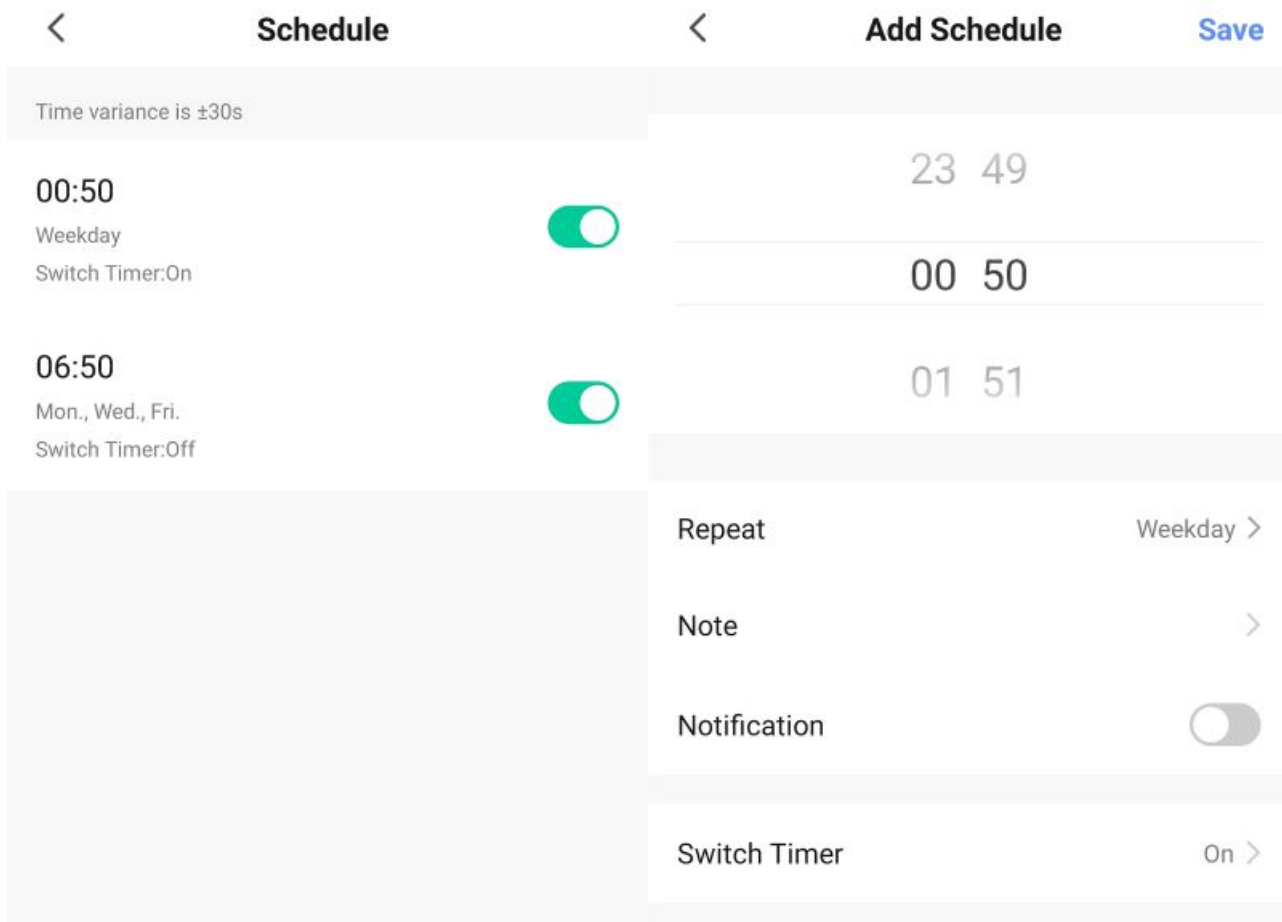 Schedule
Time variance is ±30s
00:50
Weekday
Switch Timer:On
06:50
Mon., Wed., Fri.
Switch Timer:Off
Add Schedule Save
23 49
00 50
01 51
Repeat Weekday
Note
Notification
Switch Timer On